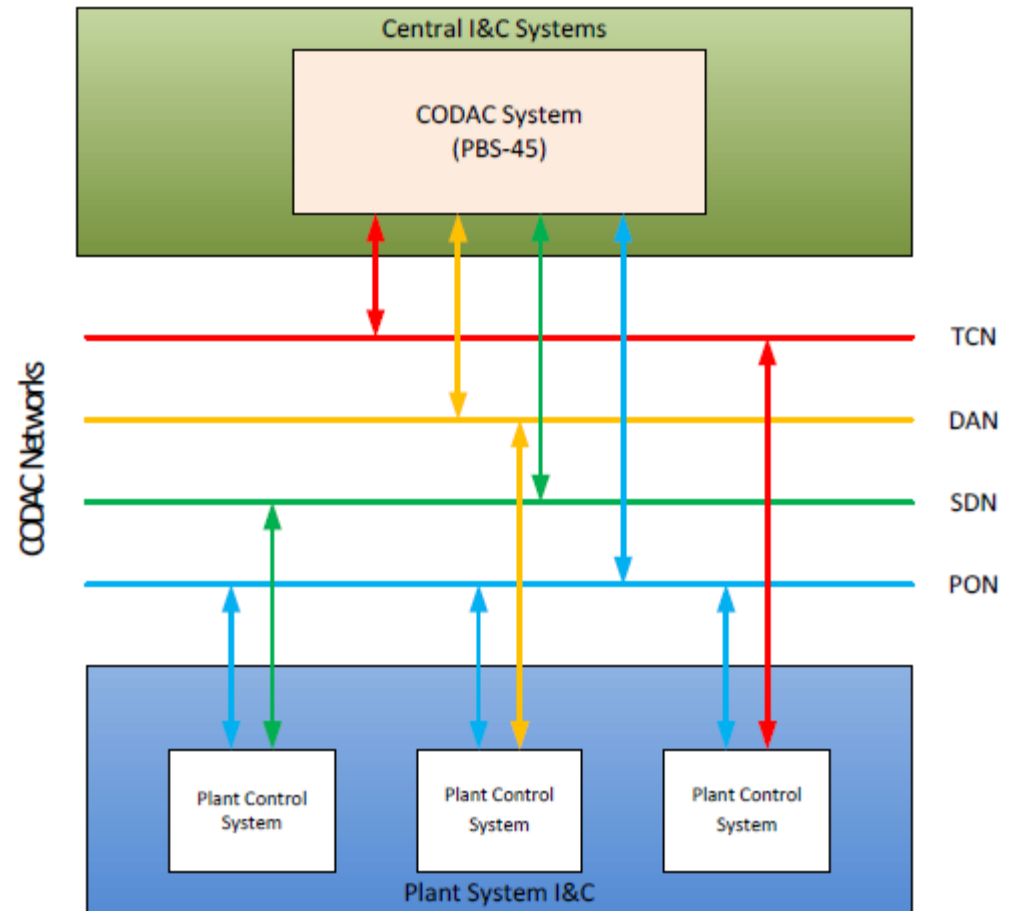 Central I&C Systems
CODAC System
(PBS-45)
CODAC Networks
TCN
DAN
SDN
PON
Plant Control
System
Plant Control
System
Plant Control
System
Plant System I&C